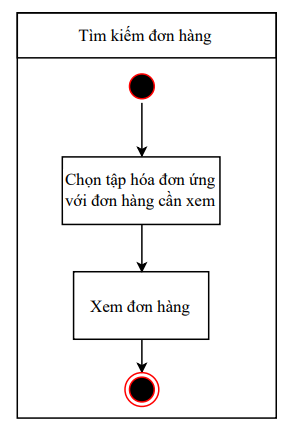 Tìm kiếm đơn hàng
Chọn tập hóa đơn ứng
với đơn hàng cần xem
Xem đơn hàng